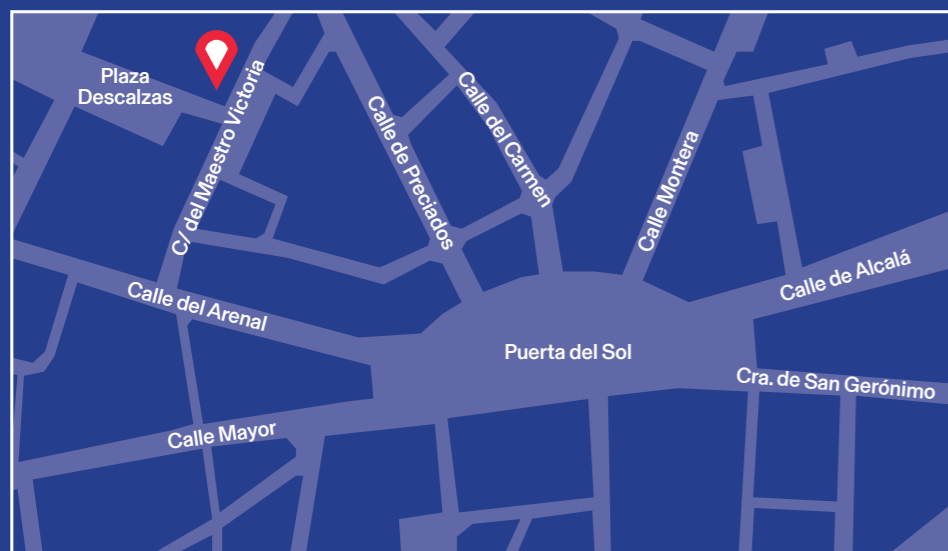 Plaza
Descalzas
C/ del Maestro Victoria
Calle de Preciados
Calle del Carmen
Calle Montera
Calle de Alcalá
Calle del Arenal
Puerta del Sol
Cra. de San Gerónimo
Calle Mayor